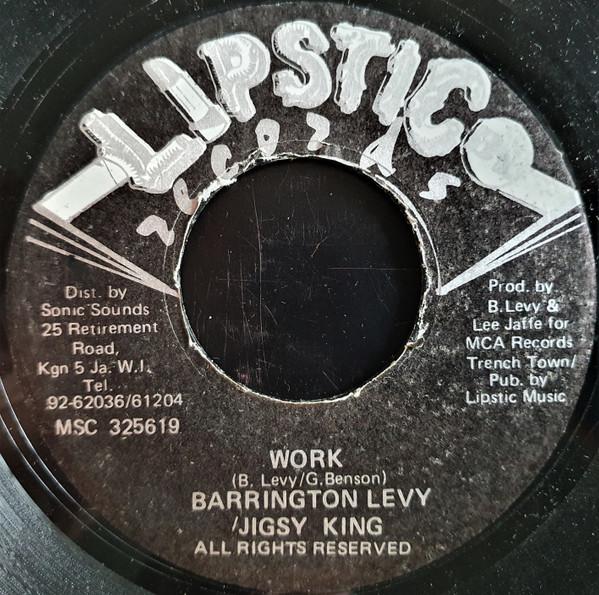 LIPSTIC
RECORDS
Dist. by
Sonic Sounds
25 Retirement
Road,
Kgn 5 Ja. W.I.
Tel.
92-62036/61204
MSC 325619
Prod. by
B. Levy &
Lee Jaffe for
MCA Records
Trench Town/
Pub. by
Lipstic Music
WORK
(B. Levy/G.Benson)
BARRINGTON LEVY
/JIGSY KING
ALL RIGHTS RESERVED